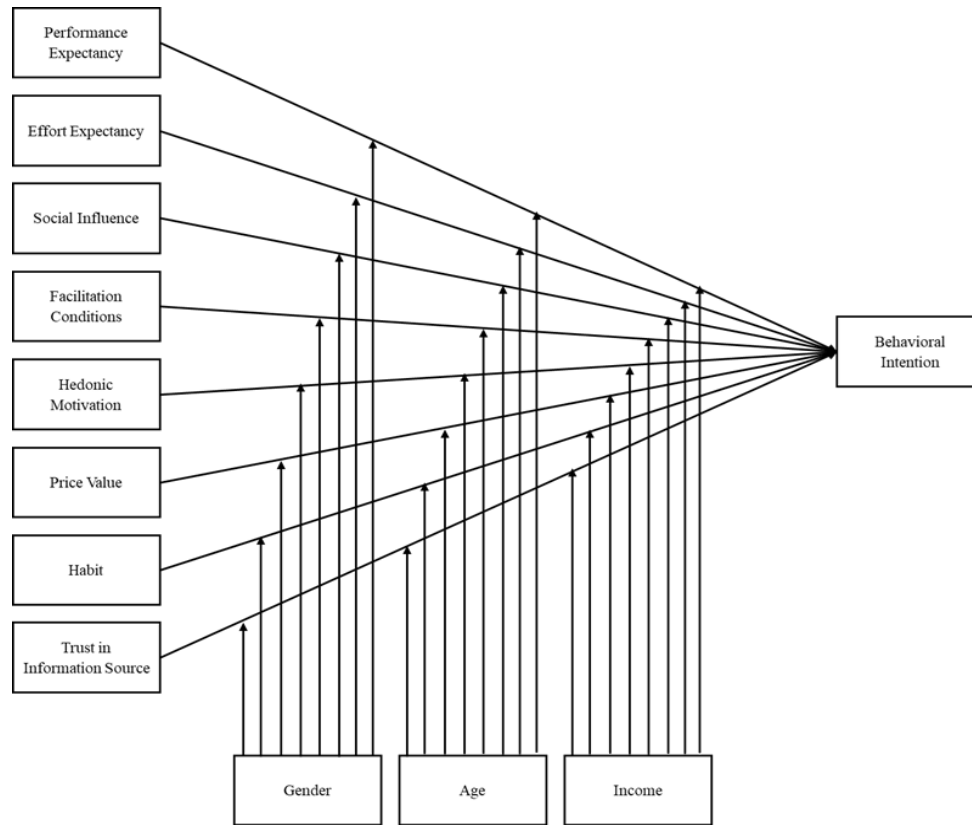 Performance
Expectancy
Effort Expectancy
Social Influence
Facilitation
Conditions
Hedonic
Motivation
Price Value
Habit
Trust in
Information Source
Behavioral
Intention
Gender
Age
Income